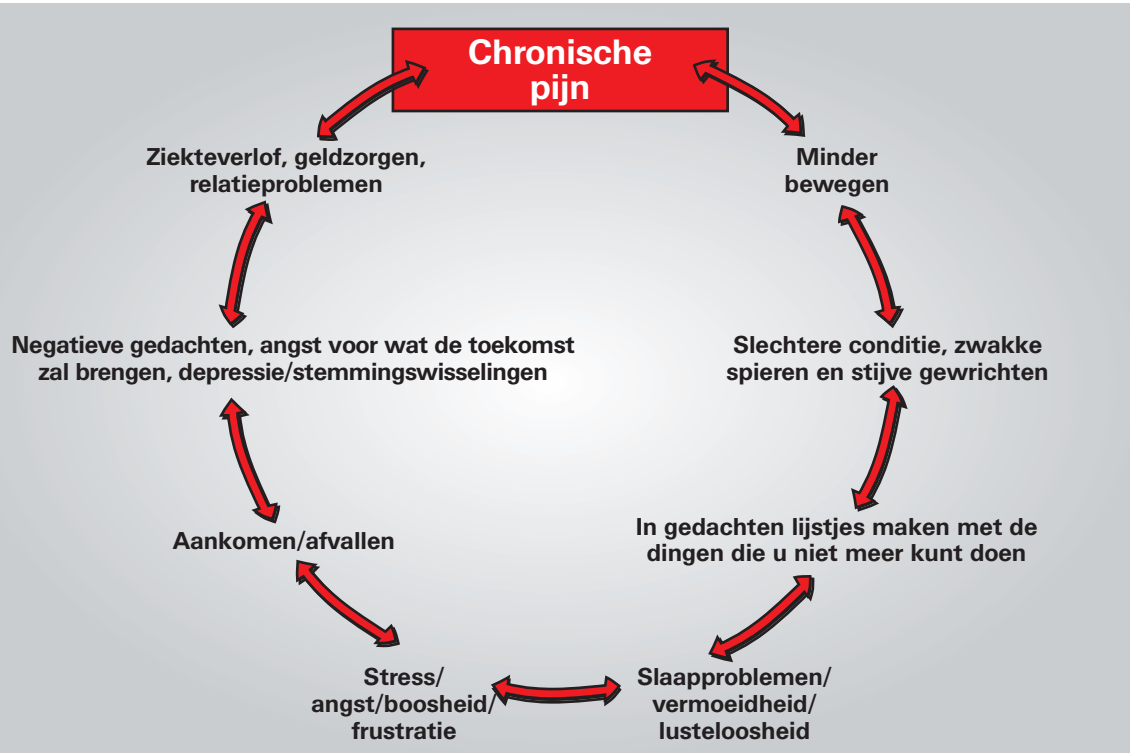 Chronische
pijn
Minder
bewegen
Slechtere conditie, zwakke
spieren en stijve gewrichten
In gedachten lijstjes maken met de
dingen die u niet meer kunt doen
Slaapproblemen/
vermoeidheid/
lusteloosheid
Stress/
angst/boosheid/
frustratie
Aankomen/afvallen
Negatieve gedachten, angst voor wat de toekomst
zal brengen, depressie/stemmingswisselingen
Ziekteverlof, geldzorgen,
relatieproblemen